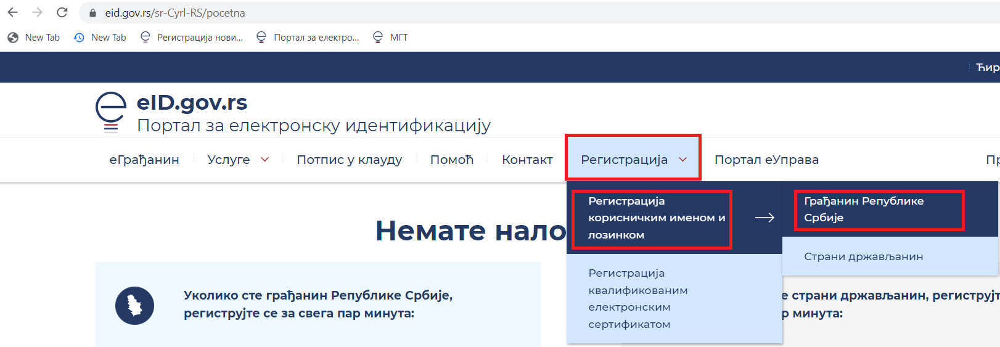 eid.gov.rs/sr-Cyrl-RS/pocetna
New Tab New Tab Регистрација нови... Портал за електро... МГТ
Ћир
eID.gov.rs
Портал за електронску идентификацију
еГрађанин Услуге Потпис у клауду Помоћ Контакт Регистрација Портал еУправа Пр
Регистрација
корисничким именом и
лозинком
Грађанин Републике
Србије
Страни држављанин
Регистрација
квалификованим
електронским
сертификатом
Немате нало
Уколико сте грађанин Републике Србије,
региструјте се за свега пар минута:
е страни држављанин, региструјт
р минута: